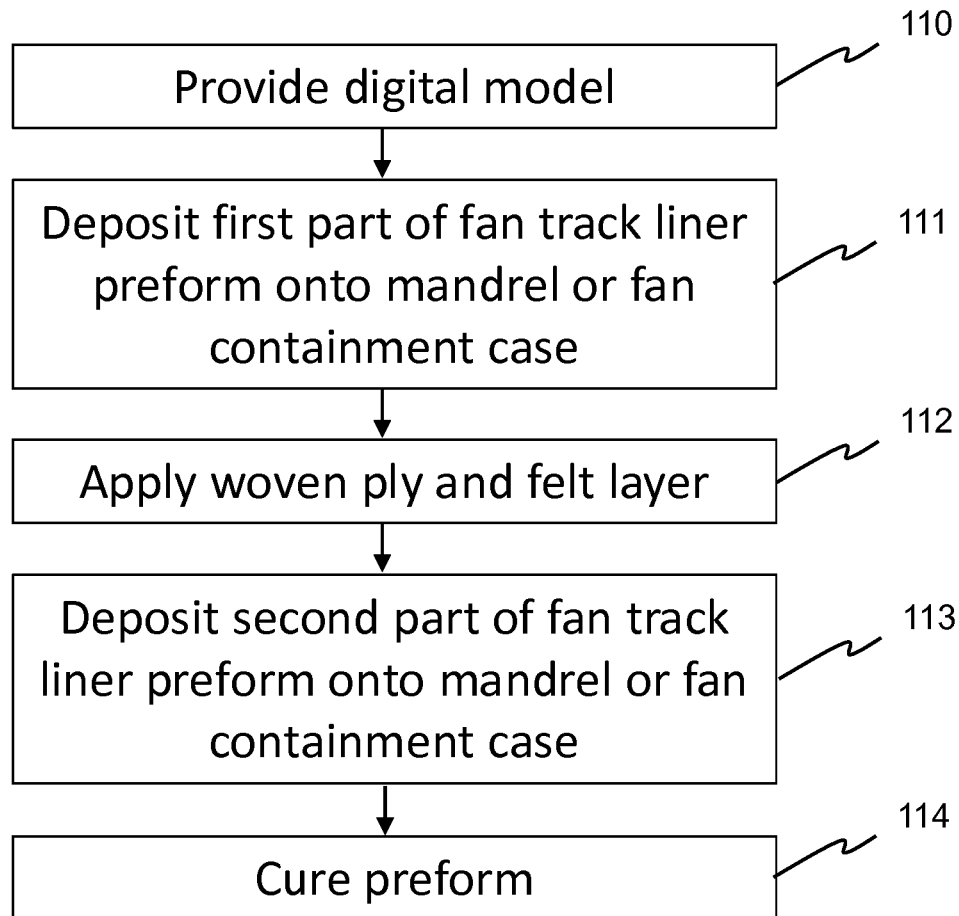 110
Provide digital model
Deposit first part of fan track liner
preform onto mandrel or fan
containment case
111
112
Apply woven ply and felt layer
Deposit second part of fan track
liner preform onto mandrel or fan
containment case
113
114
Cure preform